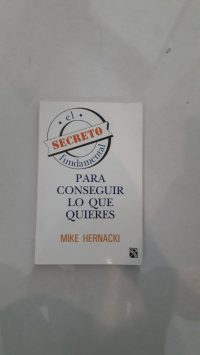 el
SECRETO
fundamental
PARA
CONSEGUIR
LO QUE
QUIERES
MIKE HERNACKI